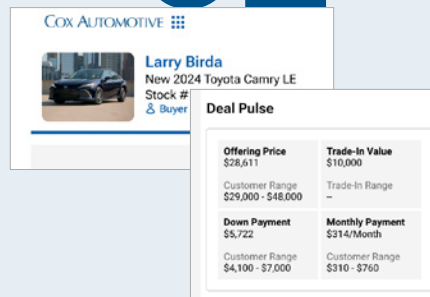 COX AUTOMOTIVE
Larry Birda
New 2024 Toyota Camry LE
Stock #
Buyer
Deal Pulse
Offering Price
$28,611
Customer Range
$29,000 - $48,000
Trade-In Value
$10,000
Trade-In Range
--
Down Payment
$5,722
Customer Range
$4,100 - $7,000
Monthly Payment
$314/Month
Customer Range
$310 - $760